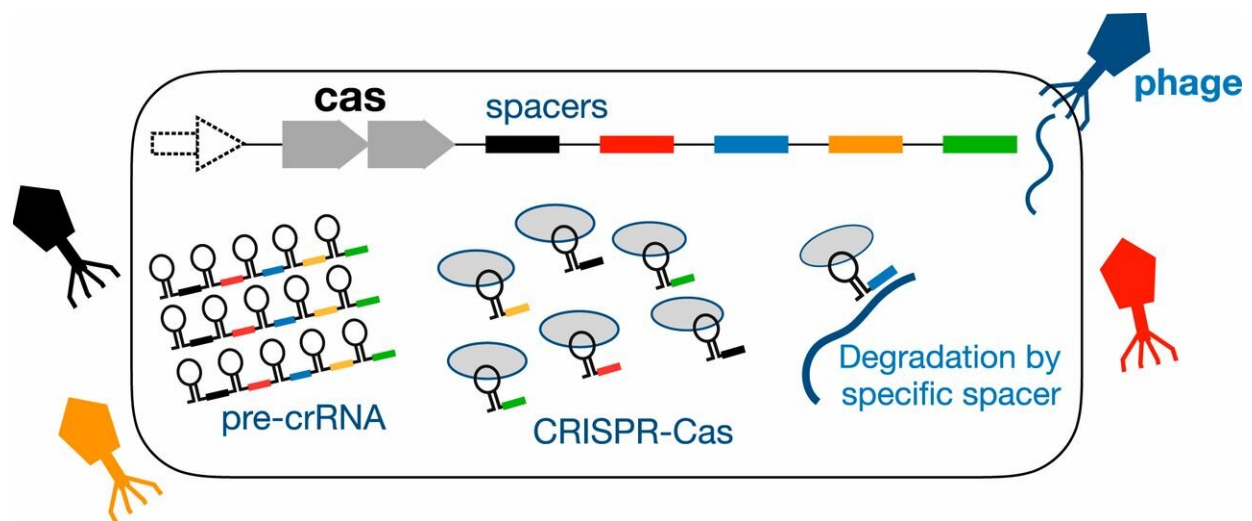 cas
spacers
phage
pre-crRNA
CRISPR-Cas
Degradation by
specific spacer